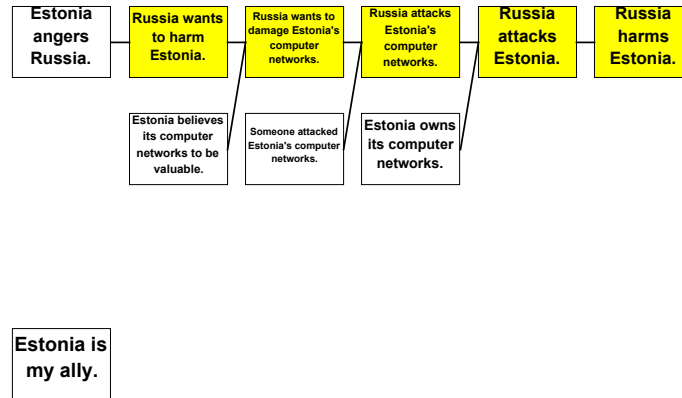 Estonia
angers
Russia.
Russia wants
to harm
Estonia.
Russia wants to
damage Estonia's
computer
networks.
Russia attacks
Estonia's
computer
networks.
Russia
attacks
Estonia.
Russia
harms
Estonia.
Estonia believes
its computer
networks to be
valuable.
Someone attacked
Estonia's computer
networks.
Estonia owns
its computer
networks.
Estonia is
my ally.